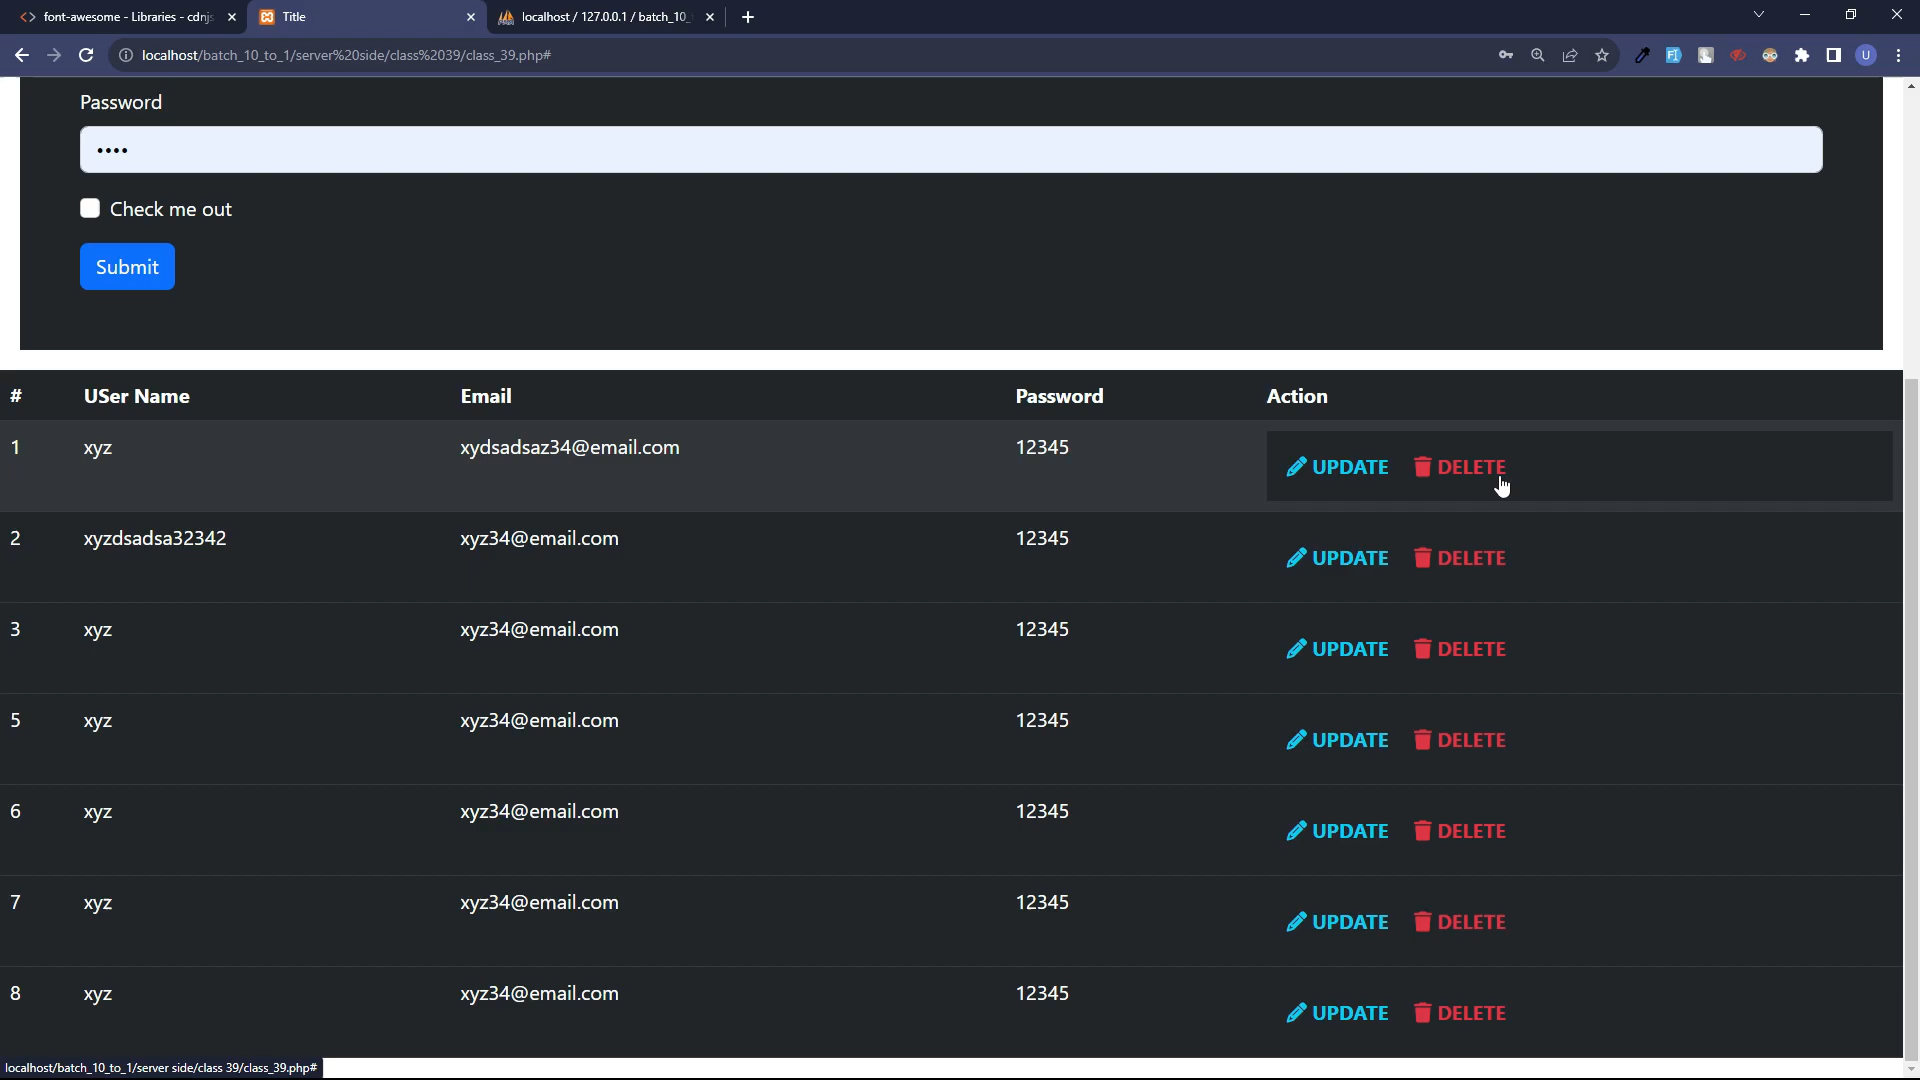 font-awesome - Libraries - cdnjs
Title
localhost / 127.0.0.1 / batch_10_
localhost/batch_10_to_1/server%20side/class%2039/class_39.php#
U
Password
••••
Check me out
Submit
# USer Name Email Password Action
1 xyz xydsadsaz34@email.com 12345 UPDATE DELETE
2 xyzdsadsa32342 xyz34@email.com 12345 UPDATE DELETE
3 xyz xyz34@email.com 12345 UPDATE DELETE
5 xyz xyz34@email.com 12345 UPDATE DELETE
6 xyz xyz34@email.com 12345 UPDATE DELETE
7 xyz xyz34@email.com 12345 UPDATE DELETE
8 xyz xyz34@email.com 12345 UPDATE DELETE
localhost/batch_10_to_1/server side/class 39/class_39.php#